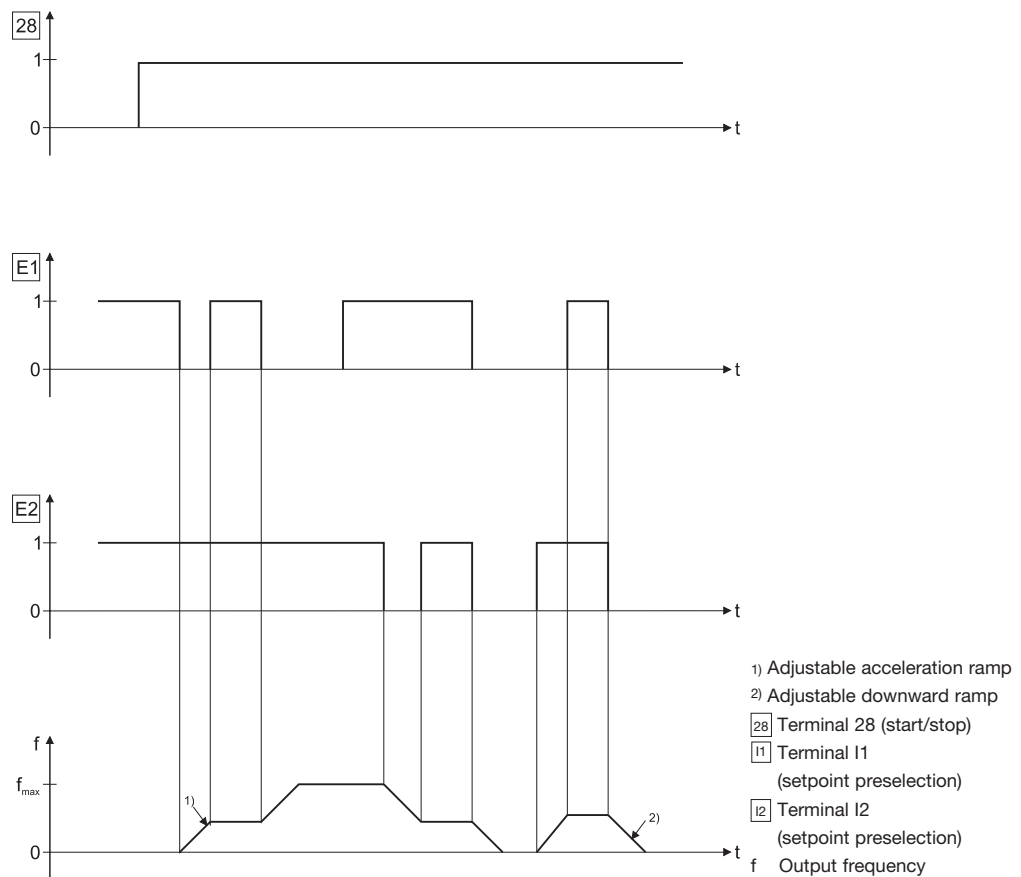 28
1
0
t
E1
1
0
t
E2
1
0
t
f
fmax
1)
2)
0
t
1) Adjustable acceleration ramp
2) Adjustable downward ramp
28 Terminal 28 (start/stop)
I1 Terminal I1
(setpoint preselection)
I2 Terminal I2
(setpoint preselection)
f Output frequency